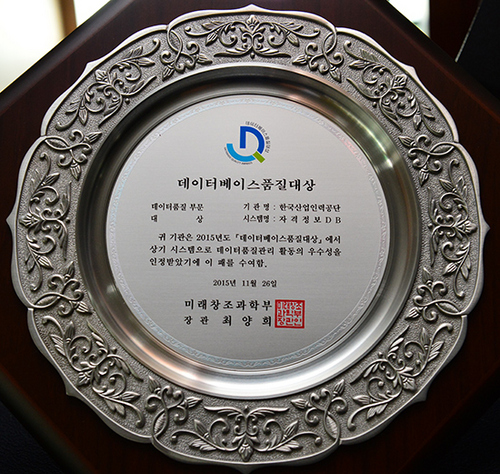 데이터베이스품질대상
데이터품질 부문 기 관 명 : 한국산업인력공단
대 상 시스템명 : 자 격 정 보 D B
귀 기관은 2015년도 「데이터베이스품질대상」에서
상기 시스템으로 데이터품질관리 활동의 우수성을
인정받았기에 이 패를 수여함.
2015년 11월 26일
미래창조과학부
장 관 최 양 희